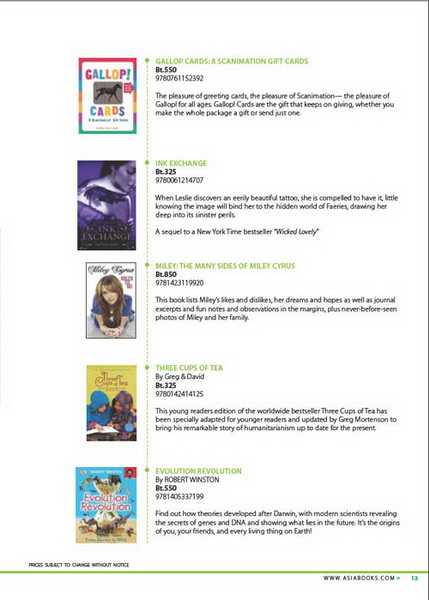 GALLOP!
CARDS
GALLOP CARDS: 8 SCANIMATION GIFT CARDS
Bt.550
9780761152392
The pleasure of greeting cards, the pleasure of Scanimation— the pleasure of
Gallop! for all ages. Gallop! Cards are the gift that keeps on giving, whether you
make the whole package a gift or send just one.
INK
EXCHANGE
INK EXCHANGE
Bt.325
9780061214707
When Leslie discovers an eerily beautiful tattoo, she is compelled to have it, little
knowing the image will bind her to the hidden world of Faeries, drawing her
deep into its sinister perils.
A sequel to a New York Time bestseller "Wicked Lovely"
Miley Cyrus
MILEY: THE MANY SIDES OF MILEY CYRUS
Bt.850
9781423119920
This book lists Miley's likes and dislikes, her dreams and hopes as well as journal
excerpts and fun notes and observations in the margins, plus never-before-seen
photos of Miley and her family.
Three
Cups of Tea
THREE CUPS OF TEA
By Greg & David
Bt.325
9780142414125
This young readers edition of the worldwide bestseller Three Cups of Tea has
been specially adapted for younger readers and updated by Greg Mortenson to
bring his remarkable story of humanitarianism up to date for the present.
ROBERT WINSTON
Evolution
Revolution
EVOLUTION REVOLUTION
By ROBERT WINSTON
Bt.550
9781405337199
Find out how theories developed after Darwin, with modern scientists revealing
the secrets of genes and DNA and showing what lies in the future. It's the origins
of you, your friends, and every living thing on Earth!
PRICES SUBJECT TO CHANGE WITHOUT NOTICE
WWW.ASIABOOKS.COM 13